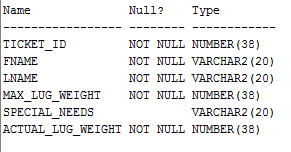 Name Null? Type
----------------- -------- ------------
TICKET_ID NOT NULL NUMBER(38)
FNAME NOT NULL VARCHAR2(20)
LNAME NOT NULL VARCHAR2(20)
MAX_LUG_WEIGHT NOT NULL NUMBER(38)
SPECIAL_NEEDS VARCHAR2(20)
ACTUAL_LUG_WEIGHT NOT NULL NUMBER(38)